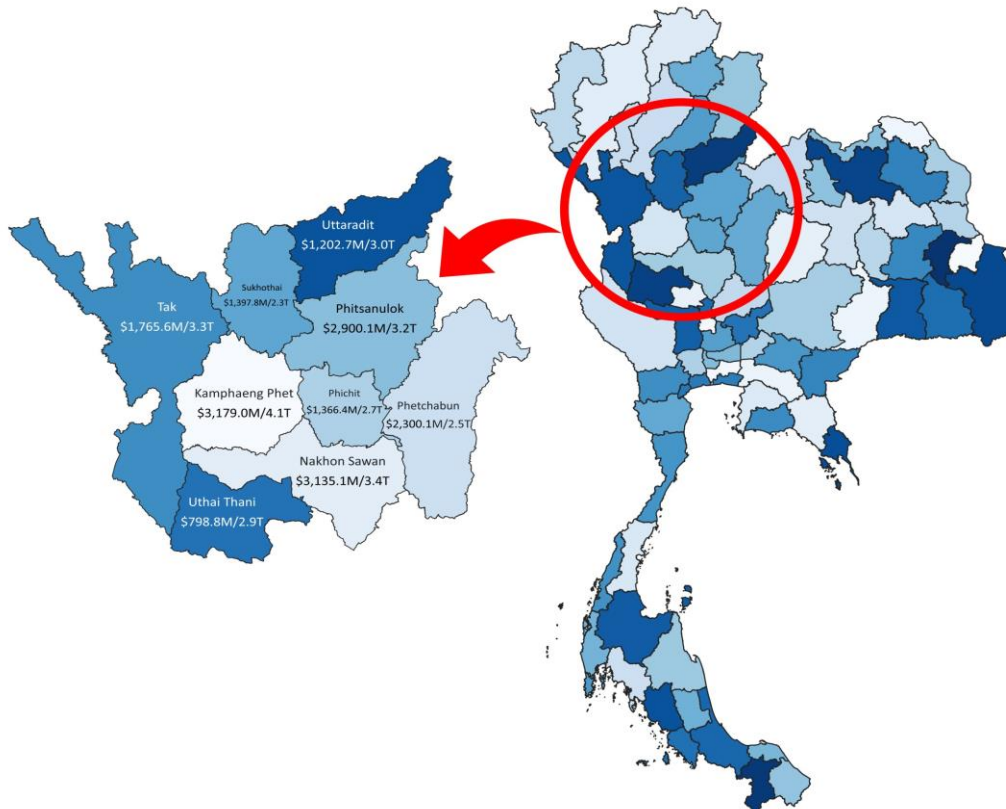 Uttaradit
$1,202.7M/3.0T
Sukhothai
$1,397.8M/2.3T
Tak
$1,765.6M/3.3T
Phitsanulok
$2,900.1M/3.2T
Kamphaeng Phet
$3,179.0M/4.1T
Phichit
$1,366.4M/2.7T
Phetchabun
$2,300.1M/2.5T
Nakhon Sawan
$3,135.1M/3.4T
Uthai Thani
$798.8M/2.9T